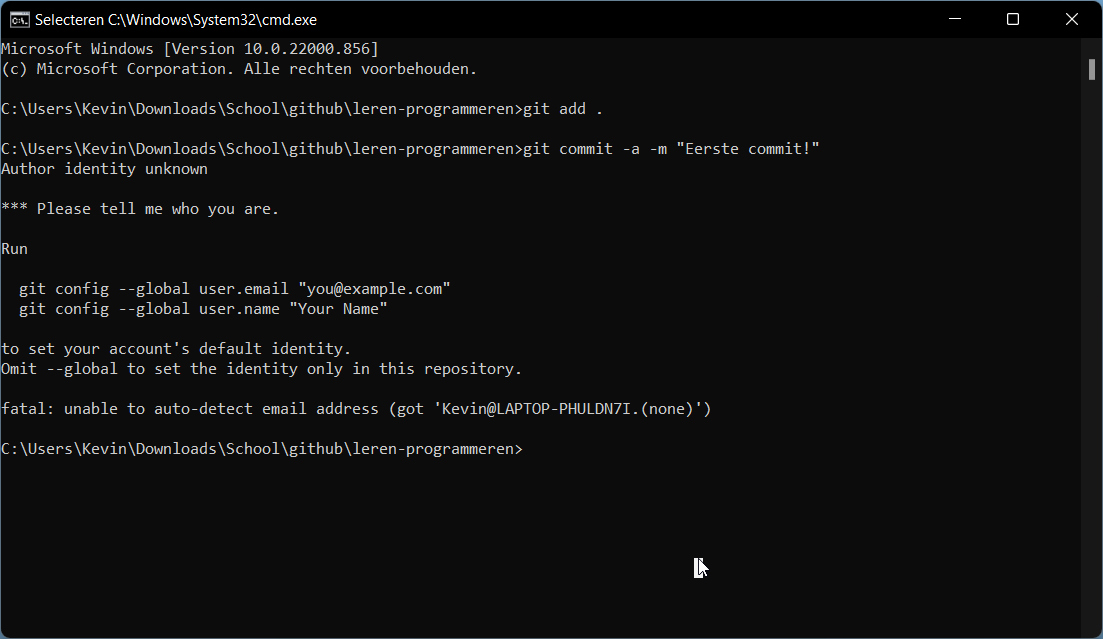 Selecteren C:\Windows\System32\cmd.exe
Microsoft Windows [Version 10.0.22000.856]
(c) Microsoft Corporation. Alle rechten voorbehouden.
C:\Users\Kevin\Downloads\School\github\leren-programmeren>git add .
C:\Users\Kevin\Downloads\School\github\leren-programmeren>git commit -a -m "Eerste commit!"
Author identity unknown
*** Please tell me who you are.
Run
  git config --global user.email "you@example.com"
  git config --global user.name "Your Name"
to set your account's default identity.
Omit --global to set the identity only in this repository.
fatal: unable to auto-detect email address (got 'Kevin@LAPTOP-PHULDN7I.(none)')
C:\Users\Kevin\Downloads\School\github\leren-programmeren>